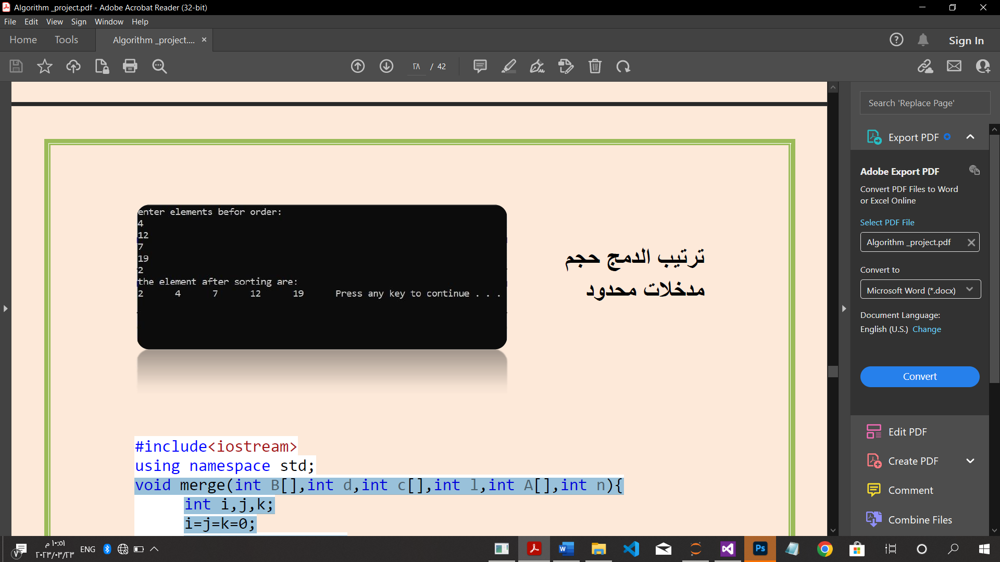 Algorithm _project.pdf - Adobe Acrobat Reader (32-bit)
File Edit View Sign Window Help
Home Tools Algorithm _project.... × Sign In
٢٨ / 42
enter elements befor order:
4
12
7
19
2
the element after sorting are:
2 4 7 12 19 Press any key to continue . . .
ترتيب الدمج حجم
مدخلات محدود
#include<iostream>
using namespace std;
void merge(int B[],int d,int c[],int l,int A[],int n){
int i,j,k;
i=j=k=0;
Search 'Replace Page'
Export PDF
Adobe Export PDF
Convert PDF Files to Word
or Excel Online
Select PDF File
Algorithm _project.pdf
Convert to
Microsoft Word (*.docx)
Document Language:
English (U.S.) Change
Convert
Edit PDF
Create PDF
Comment
Combine Files
٧
١٠:٥١ م
٢٠٢٣/٠٣/٢٣
ENG
W
Ps